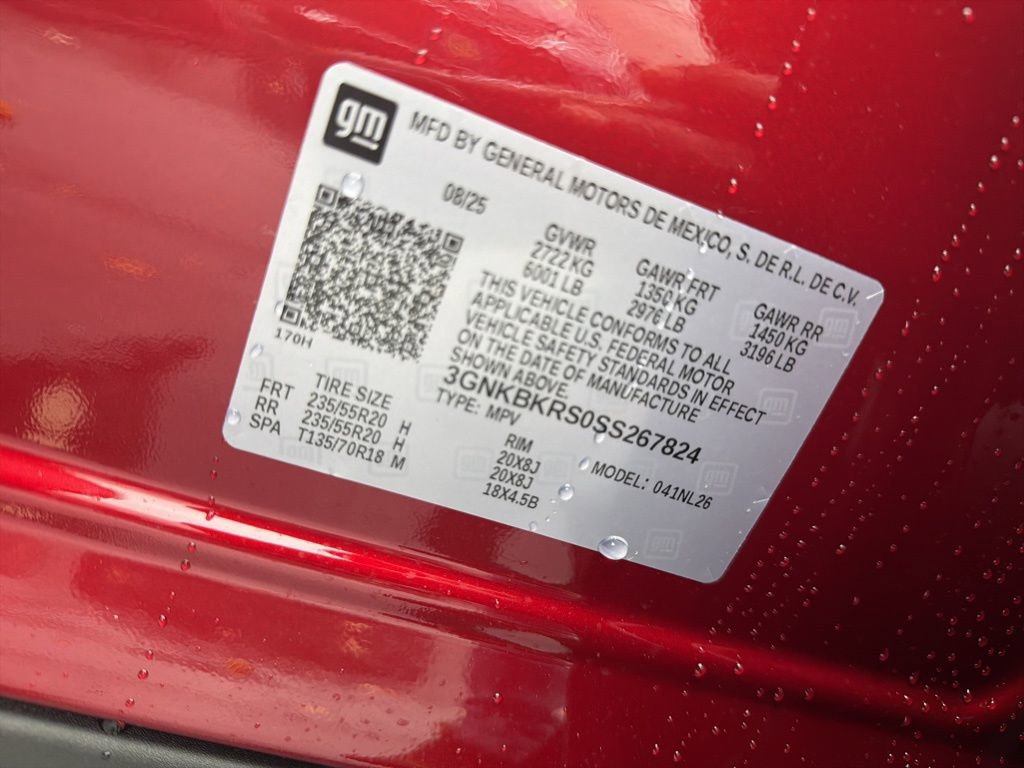 gm MFD BY GENERAL MOTORS DE MEXICO, S. DE R.L. DE C.V.
08/25
GVWR GAWR FRT GAWR RR
2722 KG 1350 KG 1450 KG
6001 LB 2976 LB 3196 LB
THIS VEHICLE CONFORMS TO ALL
APPLICABLE U.S. FEDERAL MOTOR
VEHICLE SAFETY STANDARDS IN EFFECT
ON THE DATE OF MANUFACTURE
SHOWN ABOVE.
3GNKBKRS0SS267824
TYPE: MPV MODEL: 041NL26
170H
TIRE SIZE RIM
FRT 235/55R20 H 20X8J
RR 235/55R20 H 20X8J
SPA T135/70R18 M 18X4.5B